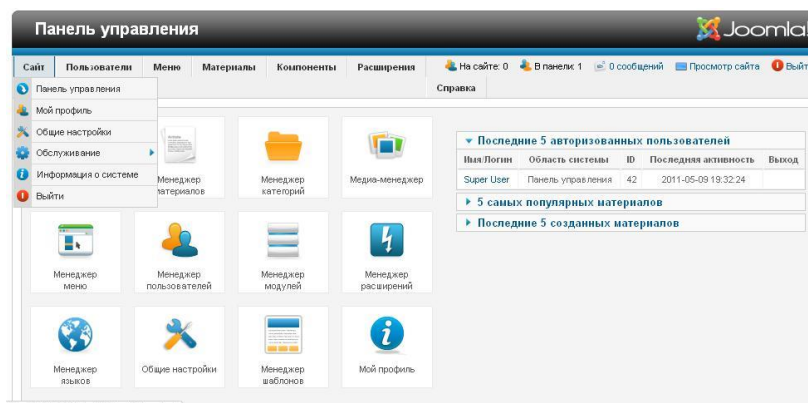 Панель управления
Joomla!
Сайт Пользователи Меню Материалы Компоненты Расширения Справка
На сайте: 0 В панели: 1 0 сообщений Просмотр сайта
Панель управления
Мой профиль
Общие настройки
Обслуживание
Информация о системе
Выйти
Менеджер категорий
Медиа-менеджер
Менеджер меню
Менеджер пользователей
Менеджер модулей
Менеджер расширений
Менеджер языков
Общие настройки
Менеджер шаблонов
Мой профиль
Последние 5 авторизованных пользователей
Имя/Логин Область системы ID Последняя активность Выход
Super User Панель управления 42 2011-05-09 19:32:24
5 самых популярных материалов
Последние 5 созданных материалов